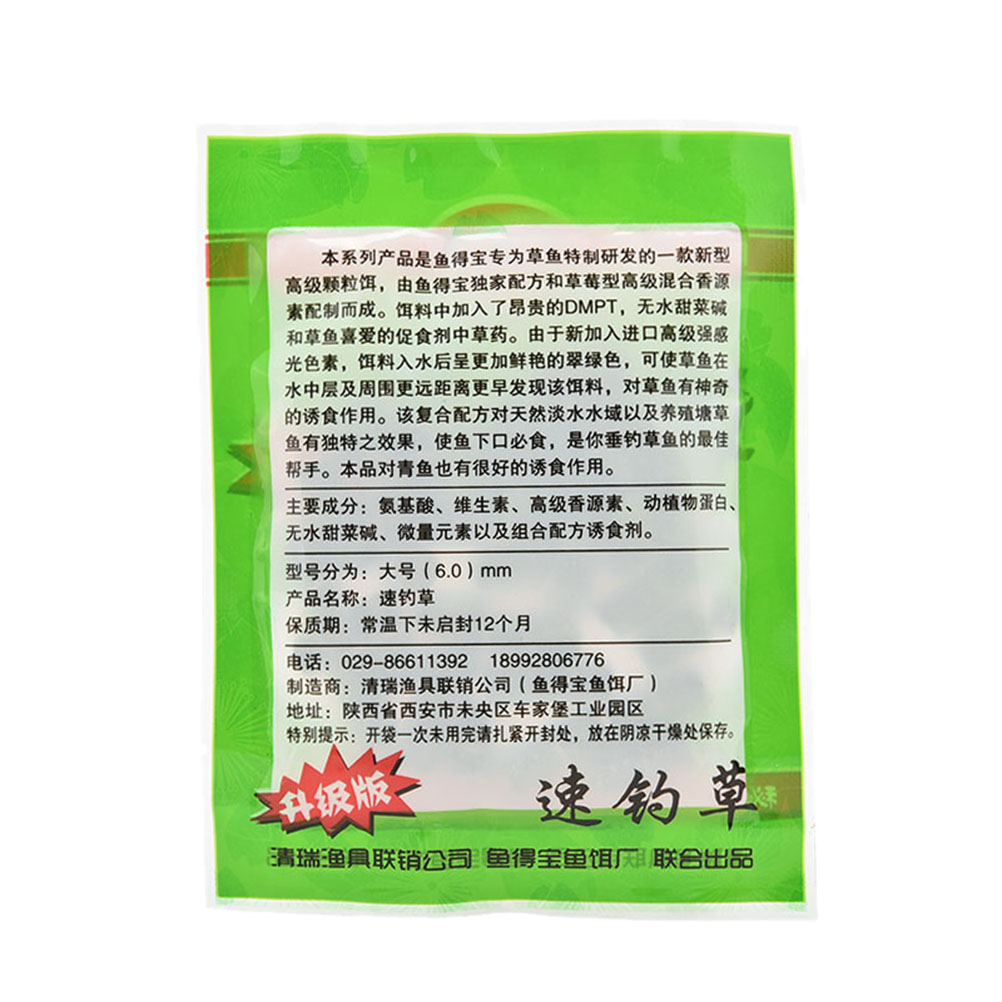 本系列产品是鱼得宝专为草鱼特制研发的一款新型
高级颗粒饵，由鱼得宝独家配方和草莓型高级混合香源
素配制而成。饵料中加入了昂贵的DMPT，无水甜菜碱
和草鱼喜爱的促食剂中草药。由于新加入进口高级强感
光色素，饵料入水后呈更加鲜艳的翠绿色，可使草鱼在
水中层及周围更远距离更早发现该饵料，对草鱼有神奇
的诱食作用。该复合配方对天然淡水水域以及养殖塘草
鱼有独特之效果，使鱼下口必食，是你垂钓草鱼的最佳
帮手。本品对青鱼也有很好的诱食作用。
主要成分：氨基酸、维生素、高级香源素、动植物蛋白、
无水甜菜碱、微量元素以及组合配方诱食剂。
型号分为：大号（6.0）mm
产品名称：速钓草
保质期：常温下未启封12个月
电话：029-86611392 18992806776
制造商：清瑞渔具联销公司（鱼得宝鱼饵厂）
地址：陕西省西安市未央区车家堡工业园区
特别提示：开袋一次未用完请扎紧开封处，放在阴凉干燥处保存。
升级版
速钓草
清瑞渔具联销公司 鱼得宝鱼饵厂 联合出品